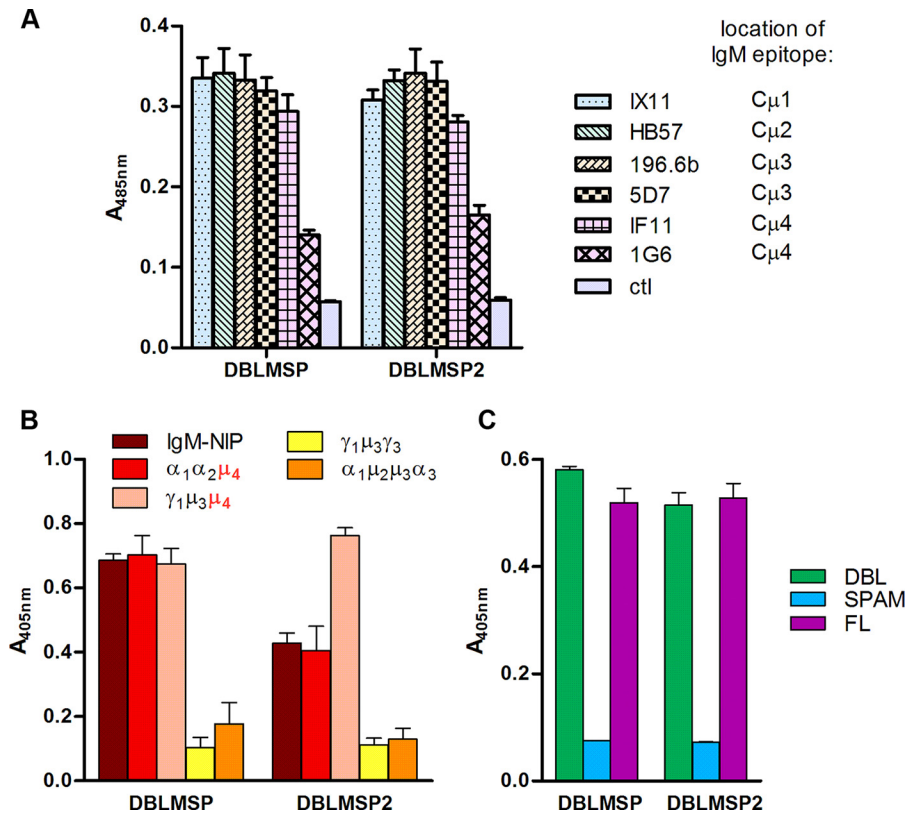 A
0.4
0.3
0.2
0.1
0.0
A485nm
DBLMSP
DBLMSP2
location of
IgM epitope:
IX11 Cμ1
HB57 Cμ2
196.6b Cμ3
5D7 Cμ3
IF11 Cμ4
1G6 Cμ4
ctl
B
IgM-NIP
α1α2μ4
γ1μ3μ4
γ1μ3γ3
α1μ2μ3α3
1.0
0.8
0.6
0.4
0.2
0.0
A405nm
DBLMSP
DBLMSP2
C
0.6
0.4
0.2
0.0
A405nm
DBLMSP
DBLMSP2
DBL
SPAM
FL